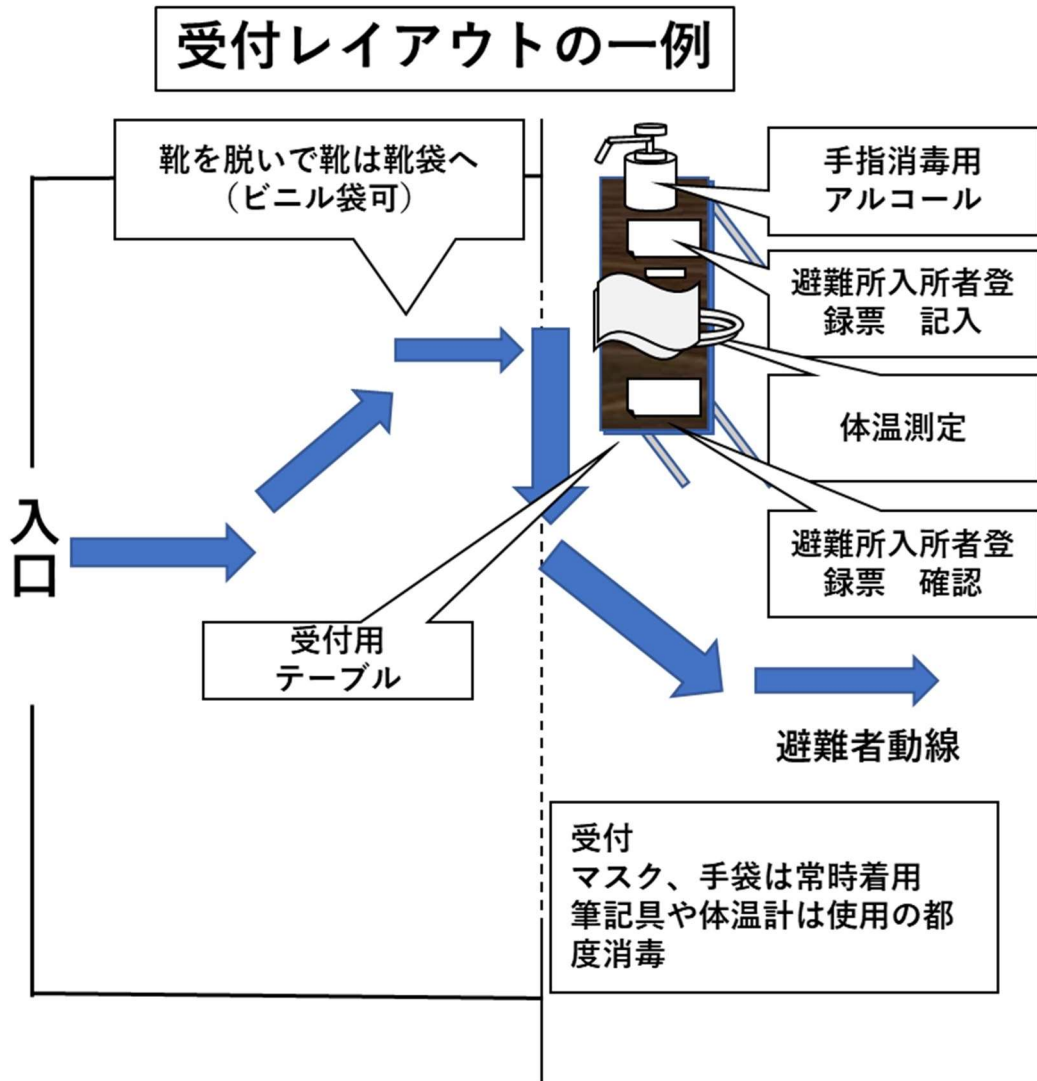 受付レイアウトの一例
靴を脱いで靴は靴袋へ
（ビニル袋可）
手指消毒用
アルコール
避難所入所者登
録票　記入
体温測定
避難所入所者登
録票　確認
入
口
受付用
テーブル
避難者動線
受付
マスク、手袋は常時着用
筆記具や体温計は使用の都
度消毒